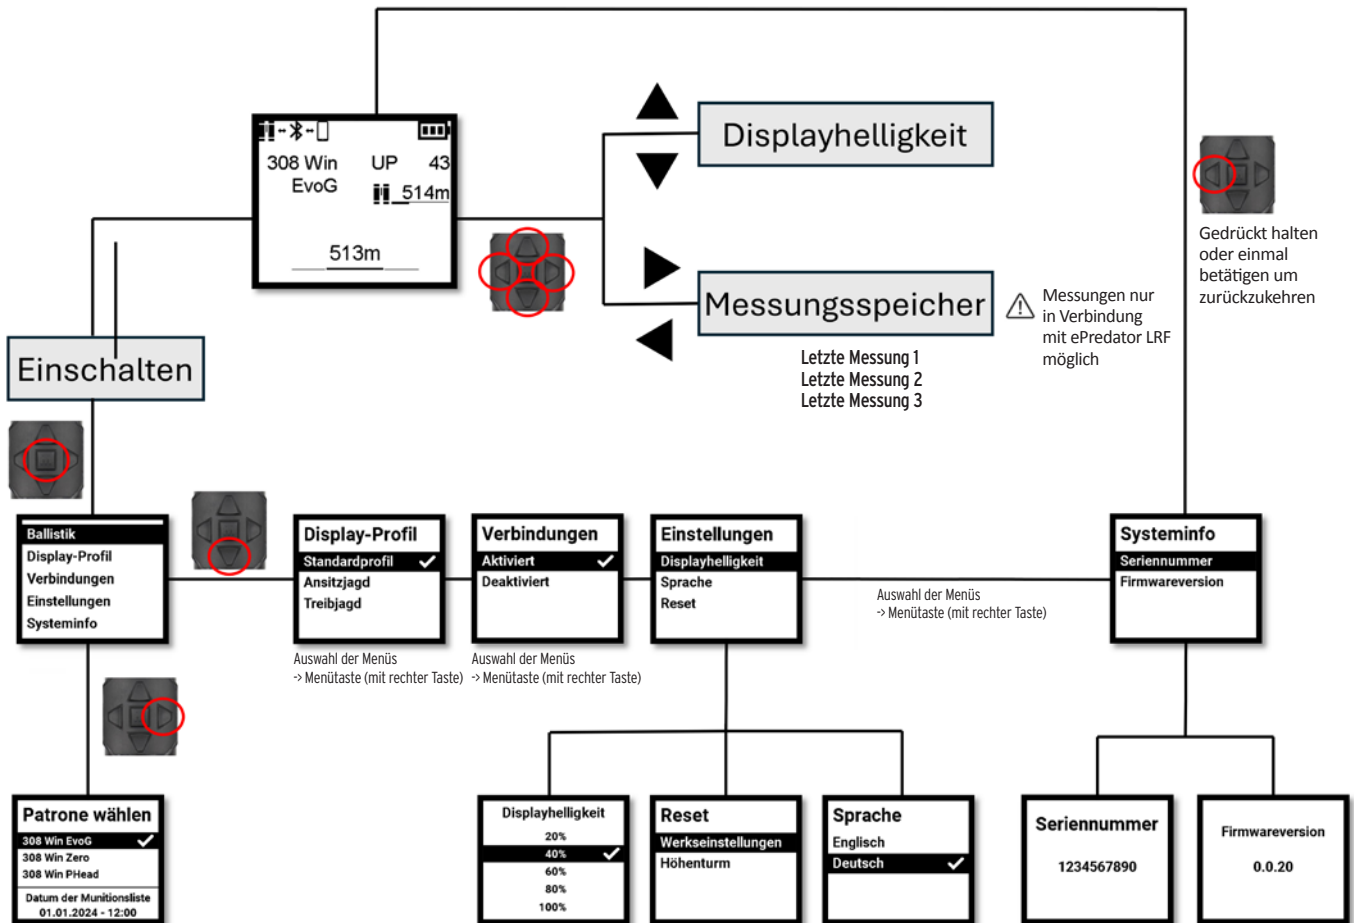 308 Win
EvoG
UP 43
514m
513m
Displayhelligkeit
Messungsspeicher
Letzte Messung 1
Letzte Messung 2
Letzte Messung 3
Messungen nur
in Verbindung
mit ePredator LRF
möglich
Gedrückt halten
oder einmal
betätigen um
zurückzukehren
Einschalten
Ballistik
Display-Profil
Verbindungen
Einstellungen
Systeminfo
Display-Profil
Standardprofil
Ansitzjagd
Treibjagd
Auswahl der Menüs
-> Menütaste (mit rechter Taste)
Verbindungen
Aktiviert
Deaktiviert
Auswahl der Menüs
-> Menütaste (mit rechter Taste)
Einstellungen
Displayhelligkeit
Sprache
Reset
Auswahl der Menüs
-> Menütaste (mit rechter Taste)
Systeminfo
Seriennummer
Firmwareversion
Patrone wählen
308 Win EvoG
308 Win Zero
308 Win PHead
Datum der Munitionsliste
01.01.2024 - 12:00
Displayhelligkeit
20%
40%
60%
80%
100%
Reset
Werkseinstellungen
Höhenturm
Sprache
Englisch
Deutsch
Seriennummer
1234567890
Firmwareversion
0.0.20